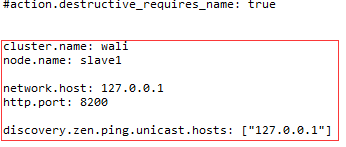 #action.destructive_requires_name: true
cluster.name: wali
node.name: slave1
network.host: 127.0.0.1
http.port: 8200
discovery.zen.ping.unicast.hosts: ["127.0.0.1"]